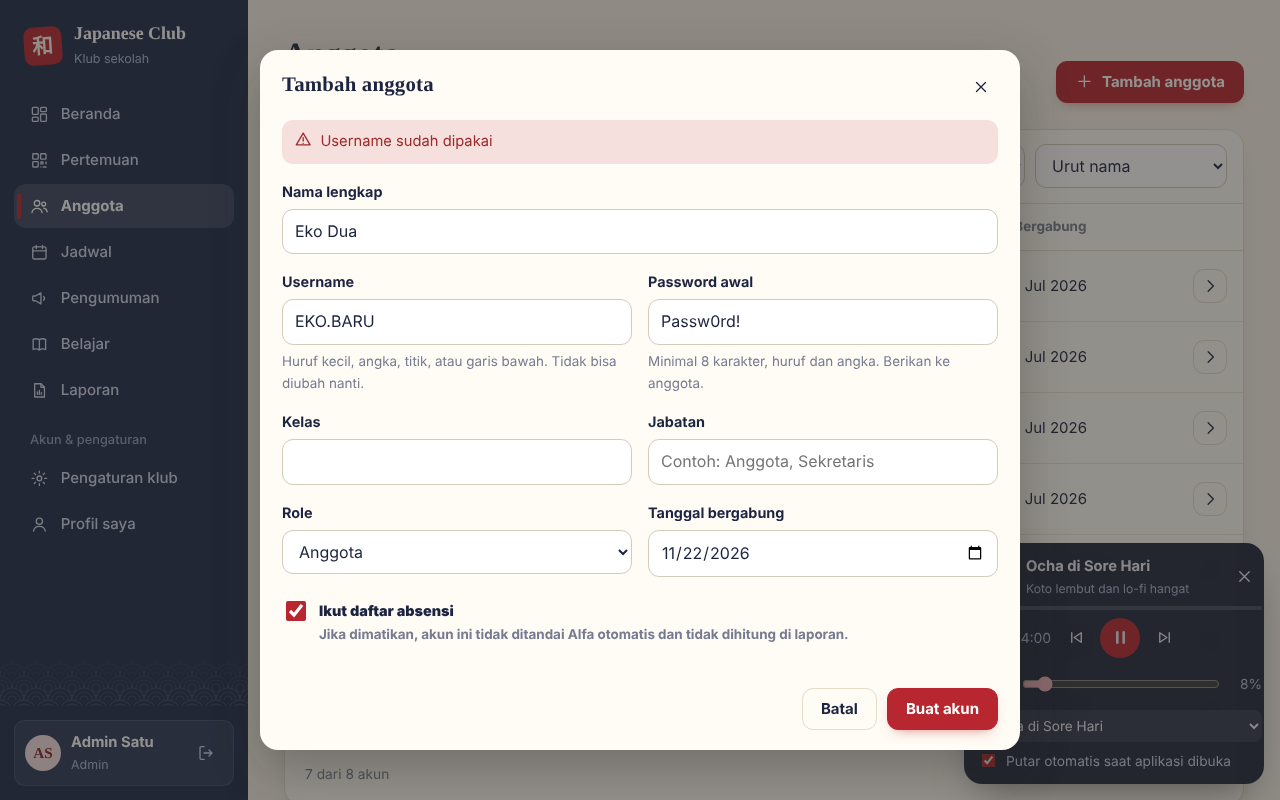 和
Japanese Club
Klub sekolah
Beranda
Pertemuan
Anggota
Jadwal
Pengumuman
Belajar
Laporan
Akun & pengaturan
Pengaturan klub
Profil saya
AS
Admin Satu
Admin
Tambah anggota
Urut nama
Bergabung
Jul 2026
Jul 2026
Jul 2026
Jul 2026
7 dari 8 akun
Tambah anggota
Username sudah dipakai
Nama lengkap
Eko Dua
Username
Password awal
EKO.BARU
Passw0rd!
Huruf kecil, angka, titik, atau garis bawah. Tidak bisa
diubah nanti.
Minimal 8 karakter, huruf dan angka. Berikan ke
anggota.
Kelas
Jabatan
Contoh: Anggota, Sekretaris
Role
Tanggal bergabung
Anggota
11/22/2026
Ikut daftar absensi
Jika dimatikan, akun ini tidak ditandai Alfa otomatis dan tidak dihitung di laporan.
Batal
Buat akun
Ocha di Sore Hari
Koto lembut dan lo-fi hangat
4:00
8%
di Sore Hari
Putar otomatis saat aplikasi dibuka